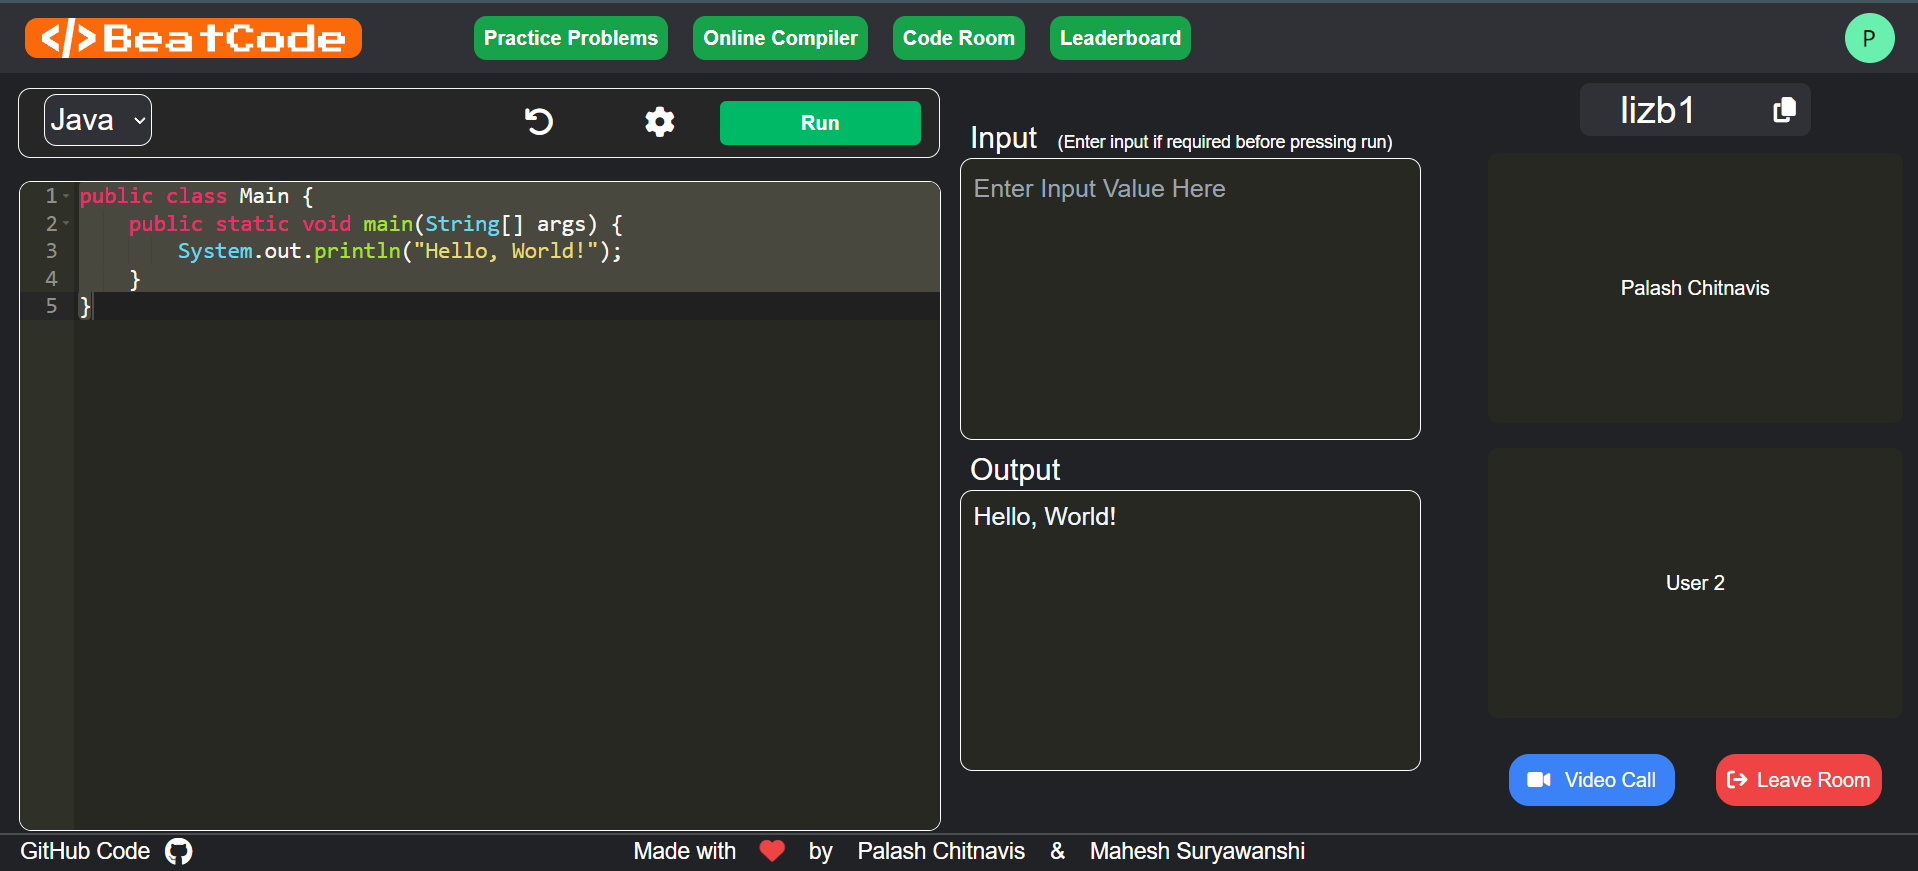 </>BeatCode
Practice Problems
Online Compiler
Code Room
Leaderboard
P
Java
Run
1 public class Main {
2     public static void main(String[] args) {
3         System.out.println("Hello, World!");
4     }
5 }
Input (Enter input if required before pressing run)
Enter Input Value Here
Output
Hello, World!
lizb1
Palash Chitnavis
User 2
Video Call
Leave Room
GitHub Code
Made with by Palash Chitnavis & Mahesh Suryawanshi